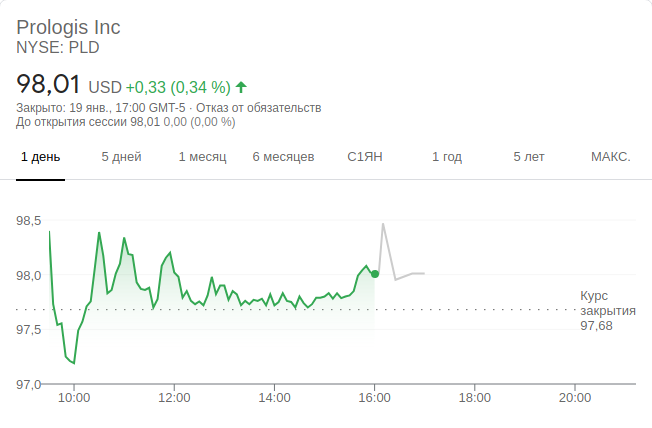 Prologis Inc
NYSE: PLD
98,01 USD +0,33 (0,34 %)
Закрыто: 19 янв., 17:00 GMT-5 · Отказ от обязательств
До открытия сессии 98,01 0,00 (0,00 %)
1 день 5 дней 1 месяц 6 месяцев С1ЯН 1 год 5 лет МАКС.
98,5
98,0
97,5
97,0
Курс
закрытия
97,68
10:00 12:00 14:00 16:00 18:00 20:00